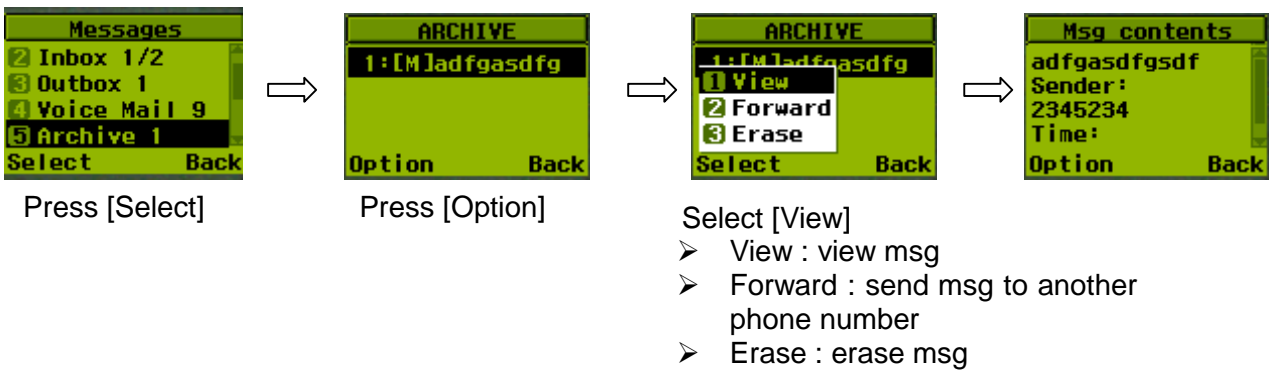 Messages
2 Inbox 1/2
3 Outbox 1
4 Voice Mail 9
5 Archive 1
Select Back
Press [Select]
ARCHIVE
1:[M]adfgasdfg
Option Back
Press [Option]
ARCHIVE
1:[M]adfgasdfg
1 View
2 Forward
3 Erase
Select Back
Select [View]
➢ View : view msg
➢ Forward : send msg to another
phone number
➢ Erase : erase msg
Msg contents
adfgasdfgsdf
Sender:
2345234
Time:
Option Back